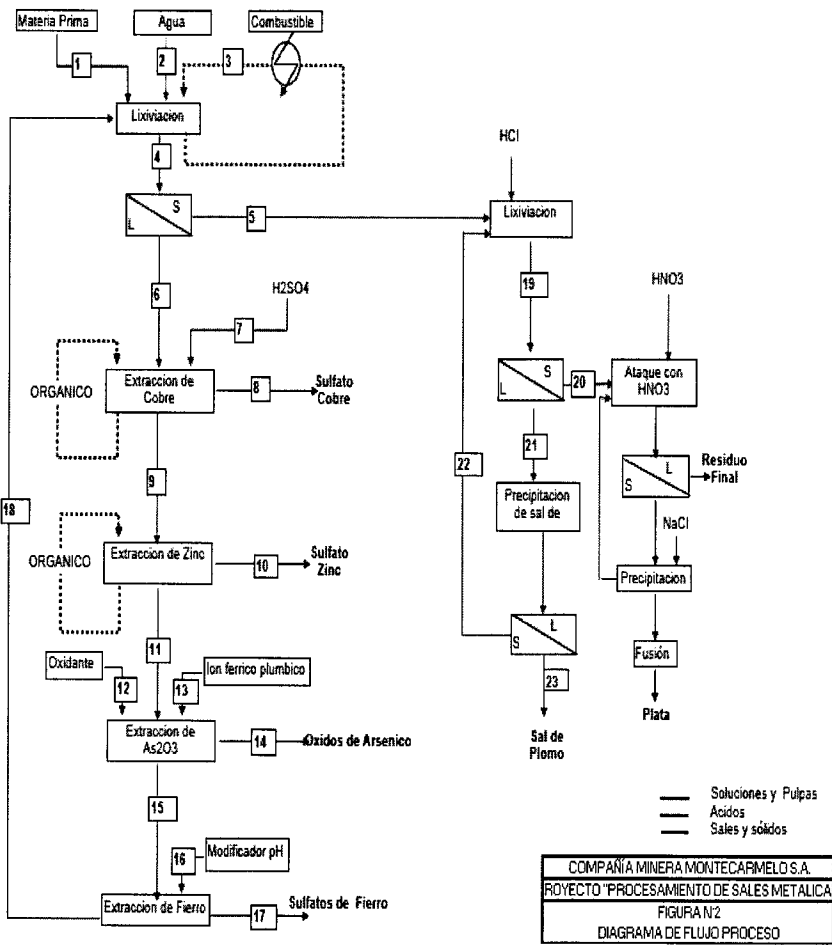 Materia Prima
Agua
Combustible
1
2
3
Lixiviacion
4
HCl
L S
5
Lixiviacion
6
H2SO4
19
HNO3
7
ORGANICO
Extraccion de
Cobre
8
Sulfato
Cobre
L S
20
Ataque con
HNO3
21
22
9
18
Precipitacion
de sal de
S L
Residuo
Final
NaCl
ORGANICO
Extraccion de Zinc
10
Sulfato
Zinc
Precipitacion
11
S L
Fusión
Oxidante
12
13
Ion ferrico plumbico
23
Plata
Extraccion de
As2O3
14
Oxidos de Arsenico
Sal de
Plomo
15
Soluciones y Pulpas
Acidos
Sales y sólidos
16
Modificador pH
Extraccion de Fierro
17
Sulfatos de Fierro
COMPAÑÍA MINERA MONTECARMELO S.A.
ROYECTO "PROCESAMIENTO DE SALES METALICA
FIGURA Nº2
DIAGRAMA DE FLUJO PROCESO